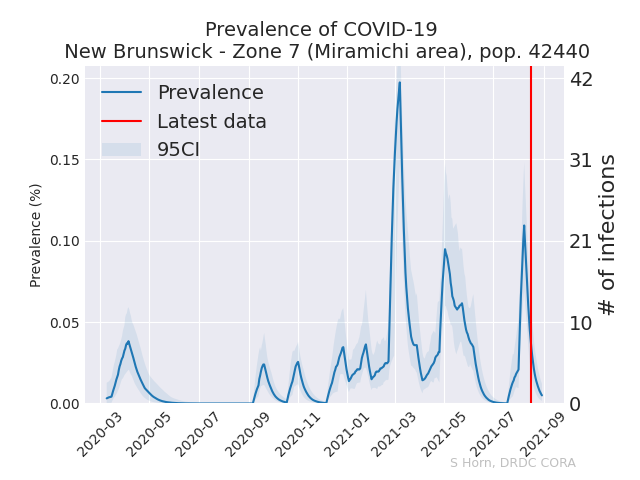 Prevalence of COVID-19
New Brunswick - Zone 7 (Miramichi area), pop. 42440
Prevalence
Latest data
95CI
Prevalence (%)
0.20
0.15
0.10
0.05
0.00
# of infections
42
31
21
10
0
2020-03
2020-05
2020-07
2020-09
2020-11
2021-01
2021-03
2021-05
2021-07
2021-09
S Horn, DRDC CORA